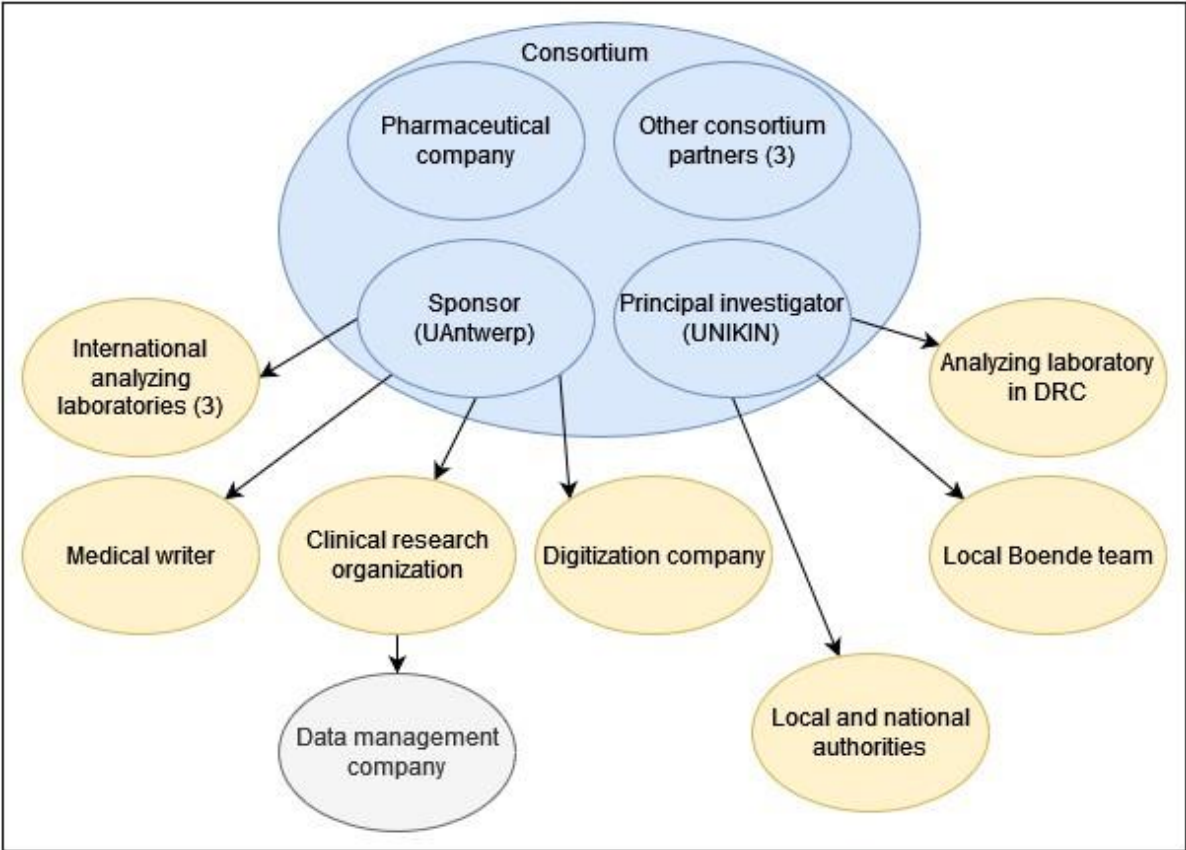 Consortium
Pharmaceutical
company
Other consortium
partners (3)
Sponsor
(UAntwerp)
Principal investigator
(UNIKIN)
International
analyzing
laboratories (3)
Analyzing laboratory
in DRC
Medical writer
Clinical research
organization
Digitization company
Local Boende team
Data management
company
Local and national
authorities